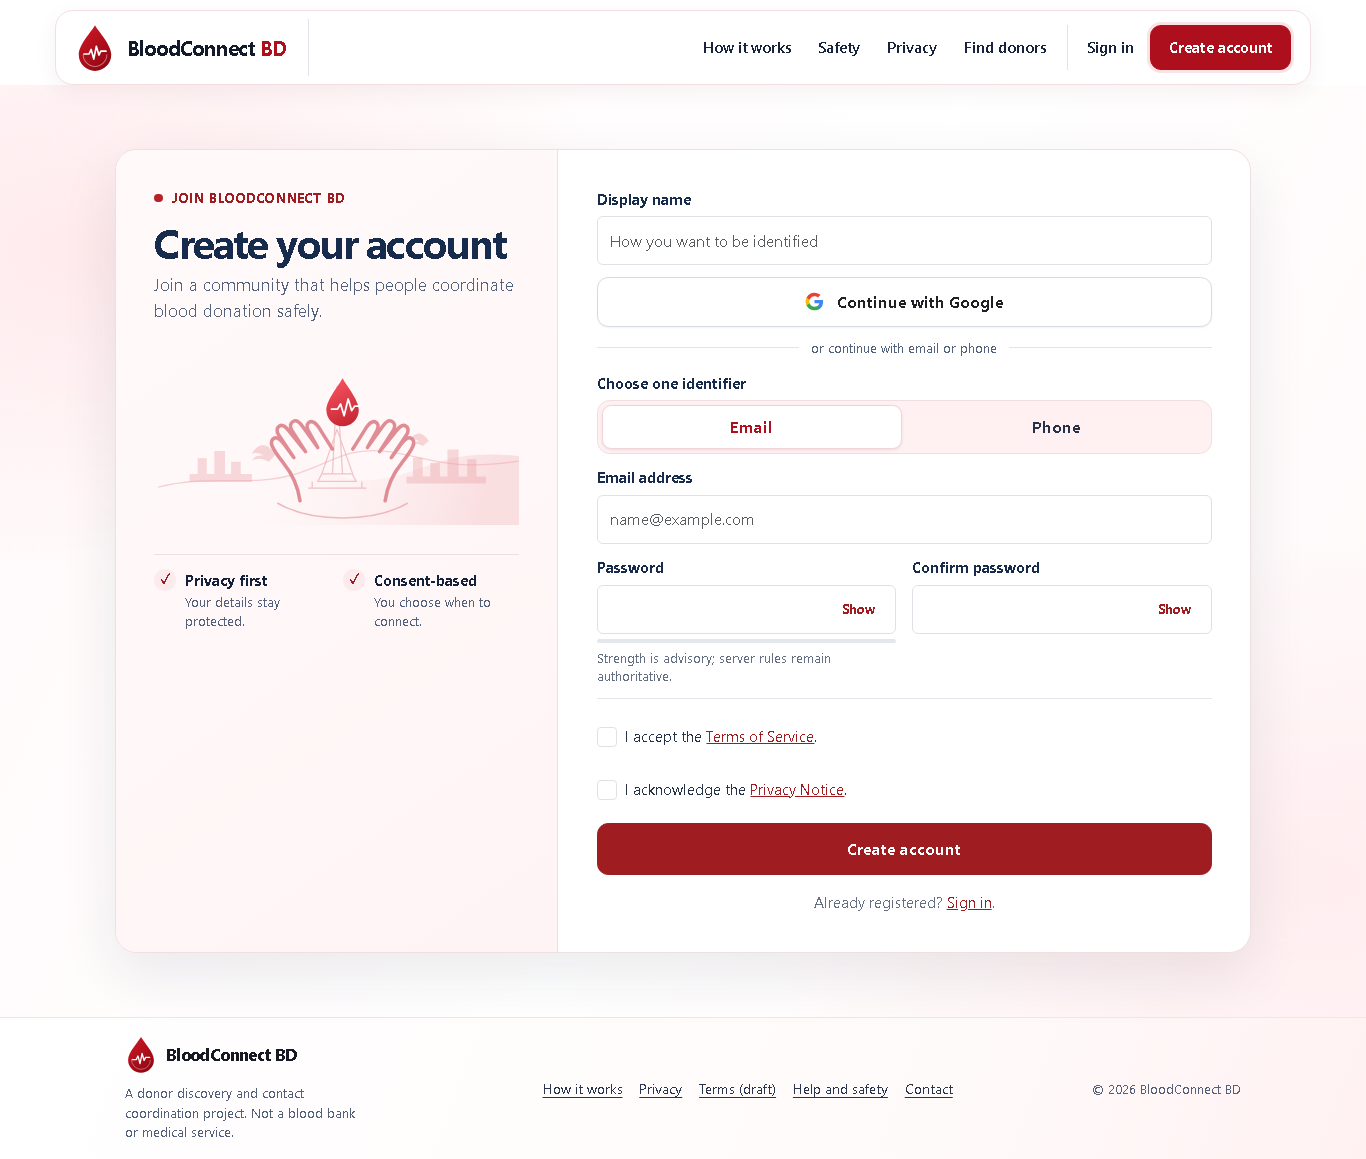 BloodConnect BD
How it works
Safety
Privacy
Find donors
Sign in
Create account
JOIN BLOODCONNECT BD
Create your account
Join a community that helps people coordinate
blood donation safely.
✓ Privacy first
Your details stay
protected.
✓ Consent-based
You choose when to
connect.
Display name
How you want to be identified
Continue with Google
or continue with email or phone
Choose one identifier
Email
Phone
Email address
name@example.com
Password
Show
Confirm password
Show
Strength is advisory; server rules remain
authoritative.
I accept the Terms of Service.
I acknowledge the Privacy Notice.
Create account
Already registered? Sign in.
BloodConnect BD
A donor discovery and contact
coordination project. Not a blood bank
or medical service.
How it works
Privacy
Terms (draft)
Help and safety
Contact
© 2026 BloodConnect BD